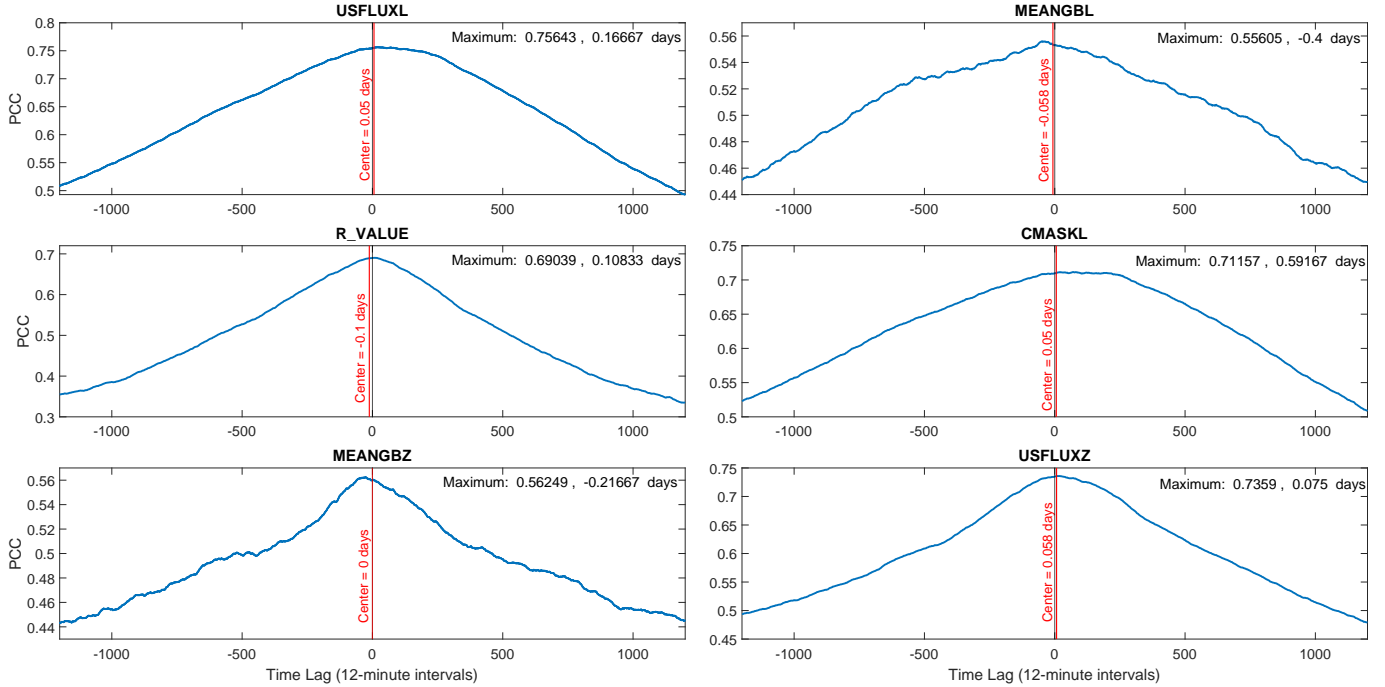 USFLUXL
0.8
0.75
0.7
0.65
0.6
0.55
0.5
PCC
Maximum: 0.75643 , 0.16667 days
Center = 0.05 days
-1000 -500 0 500 1000
MEANGBL
0.56
0.54
0.52
0.5
0.48
0.46
0.44
Maximum: 0.55605 , -0.4 days
Center = -0.058 days
-1000 -500 0 500 1000
R_VALUE
0.7
0.6
0.5
0.4
0.3
PCC
Maximum: 0.69039 , 0.10833 days
Center = -0.1 days
-1000 -500 0 500 1000
CMASKL
0.75
0.7
0.65
0.6
0.55
0.5
Maximum: 0.71157 , 0.59167 days
Center = 0.05 days
-1000 -500 0 500 1000
MEANGBZ
0.56
0.54
0.52
0.5
0.48
0.46
0.44
PCC
Maximum: 0.56249 , -0.21667 days
Center = 0 days
-1000 -500 0 500 1000
Time Lag (12-minute intervals)
USFLUXZ
0.75
0.7
0.65
0.6
0.55
0.5
0.45
Maximum: 0.7359 , 0.075 days
Center = 0.058 days
-1000 -500 0 500 1000
Time Lag (12-minute intervals)